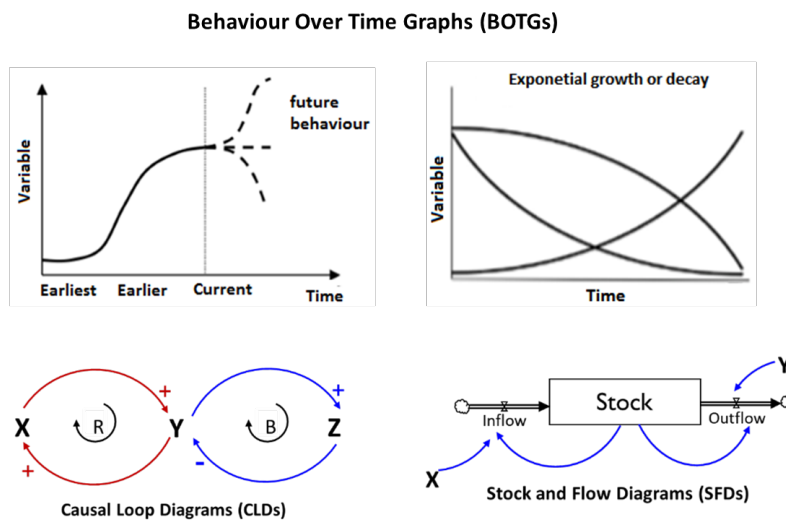 Behaviour Over Time Graphs (BOTGs)
Variable
future
behaviour
Earliest Earlier Current Time
Exponetial growth or decay
Variable
Time
X + R + Y + B - Z
Causal Loop Diagrams (CLDs)
Stock
Inflow
Outflow
X
Y
Stock and Flow Diagrams (SFDs)